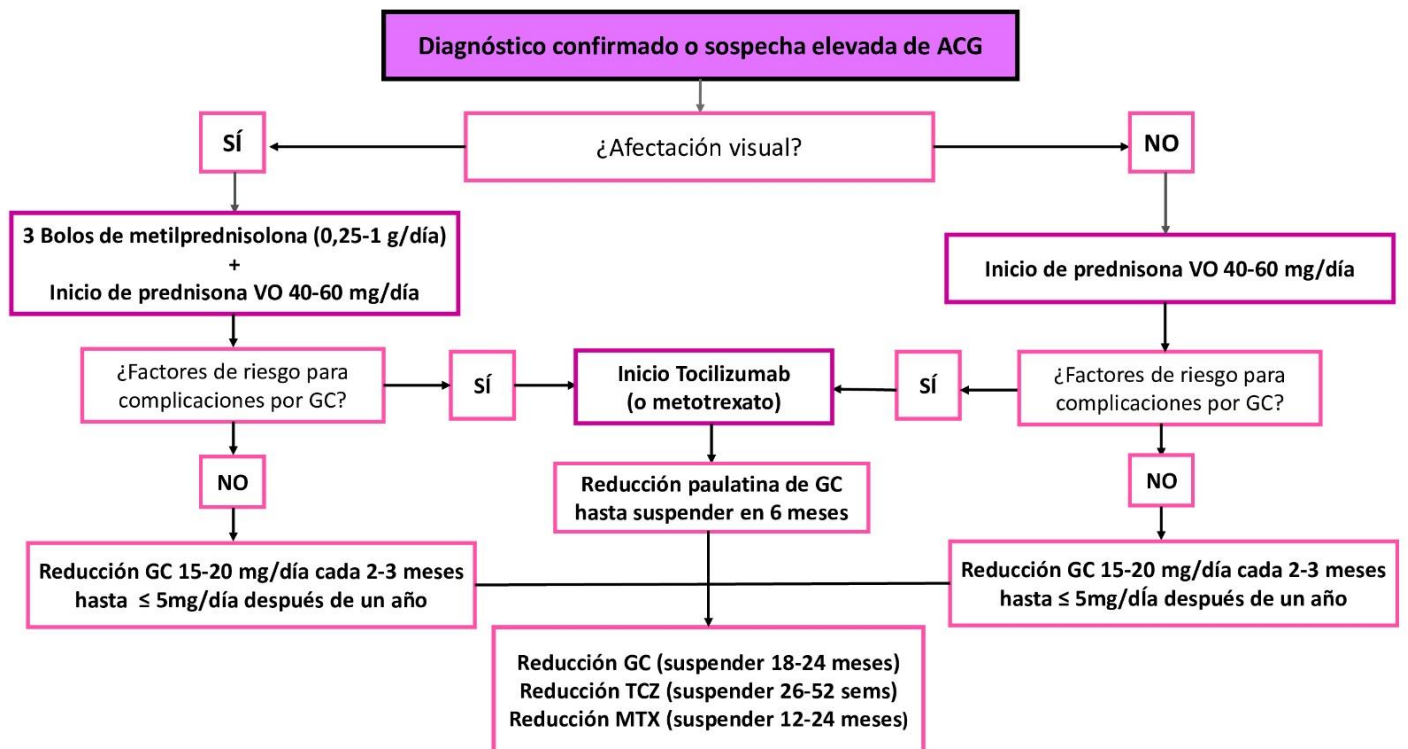 Diagnóstico confirmado o sospecha elevada de ACG
SÍ
¿Afectación visual?
NO
3 Bolos de metilprednisolona (0,25-1 g/día)
+
Inicio de prednisona VO 40-60 mg/día
Inicio de prednisona VO 40-60 mg/día
¿Factores de riesgo para
complicaciones por GC?
SÍ
Inicio Tocilizumab
(o metotrexato)
SÍ
¿Factores de riesgo para
complicaciones por GC?
NO
Reducción paulatina de GC
hasta suspender en 6 meses
NO
Reducción GC 15-20 mg/día cada 2-3 meses
hasta ≤ 5mg/día después de un año
Reducción GC 15-20 mg/día cada 2-3 meses
hasta ≤ 5mg/dÍa después de un año
Reducción GC (suspender 18-24 meses)
Reducción TCZ (suspender 26-52 sems)
Reducción MTX (suspender 12-24 meses)